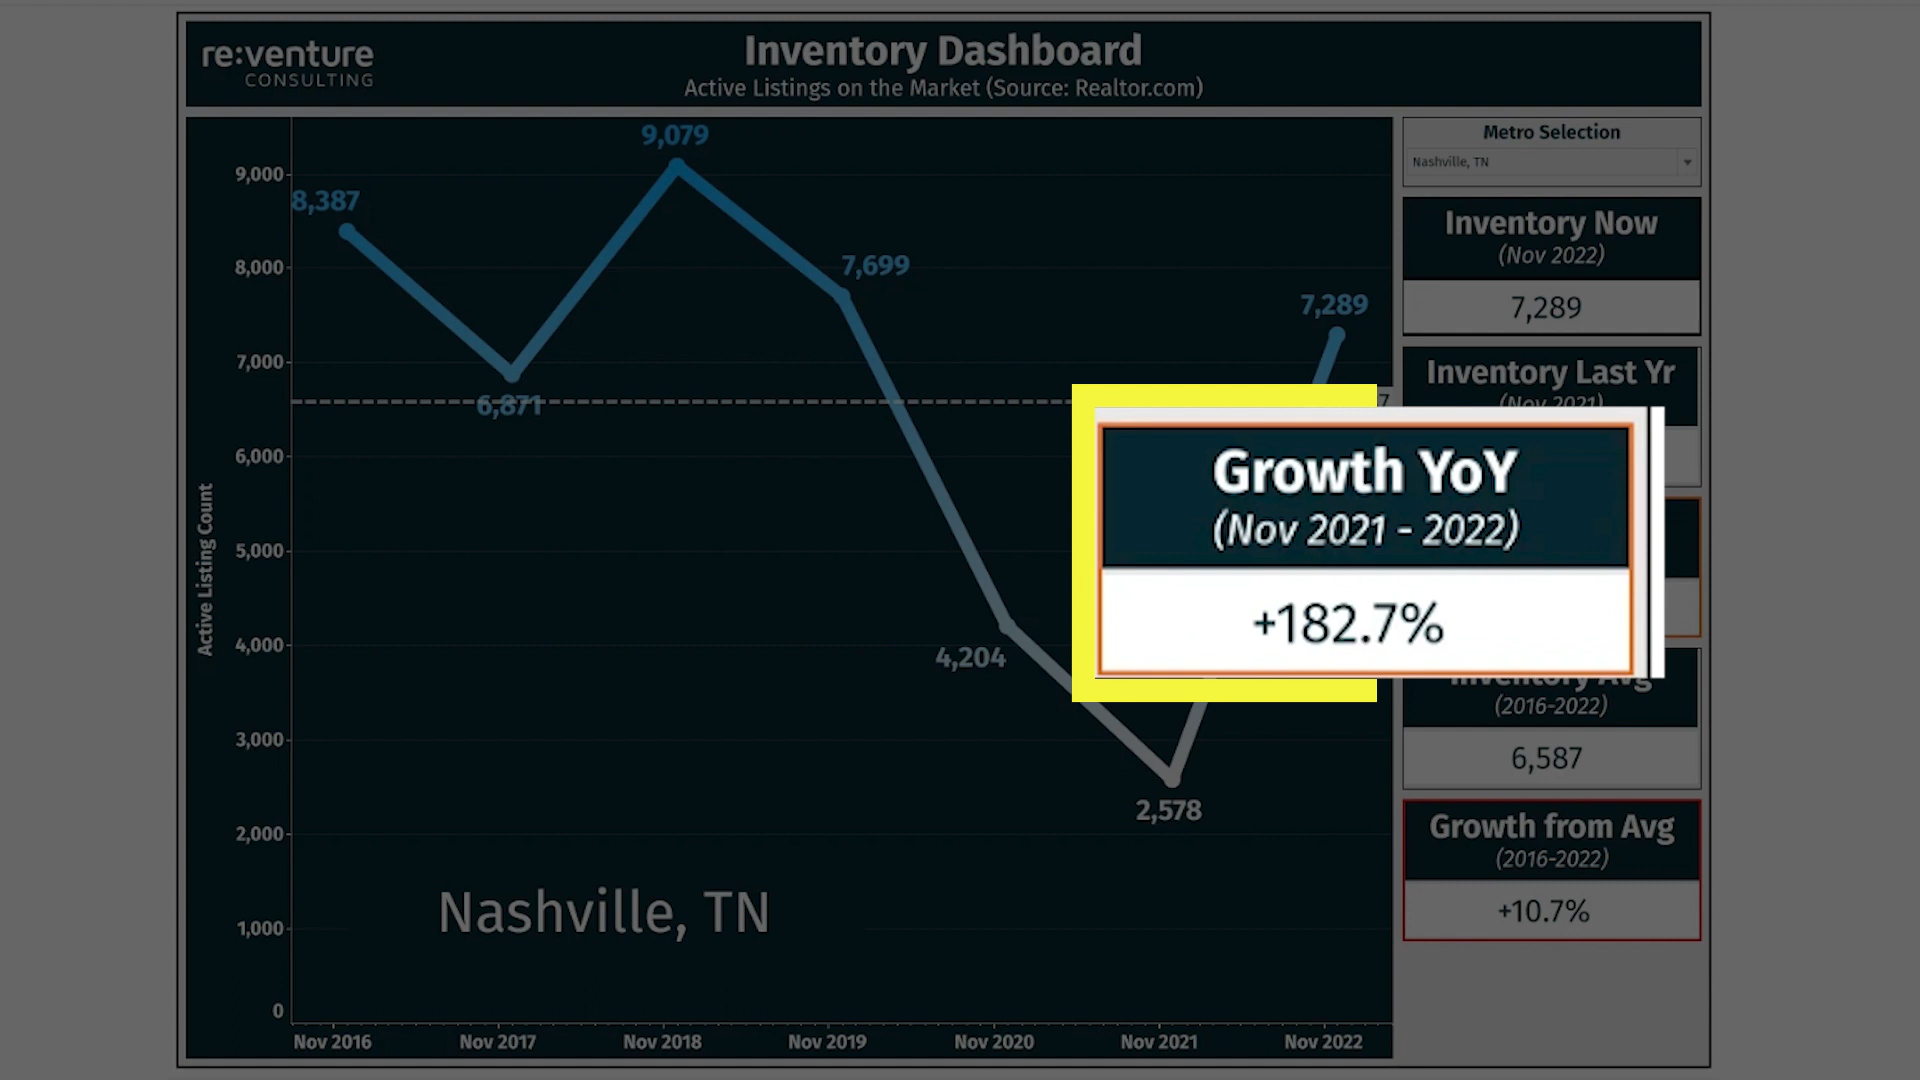 re:venture
CONSULTING
Inventory Dashboard
Active Listings on the Market (Source: Realtor.com)
Metro Selection
Nashville, TN
Inventory Now
(Nov 2022)
7,289
Inventory Last Yr
(Nov 2021)
Growth YoY
(Nov 2021 - 2022)
+182.7%
Inventory Avg
(2016-2022)
6,587
Growth from Avg
(2016-2022)
+10.7%
Active Listing Count
9,000
8,000
7,000
6,000
5,000
4,000
3,000
2,000
1,000
0
8,387
6,871
9,079
7,699
4,204
2,578
7,289
7
Nashville, TN
Nov 2016
Nov 2017
Nov 2018
Nov 2019
Nov 2020
Nov 2021
Nov 2022